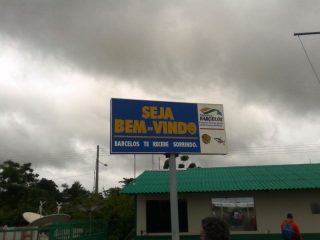 SEJA
BEM-VINDO
BARCELOS TE RECEBE SORRINDO.
BARCELOS